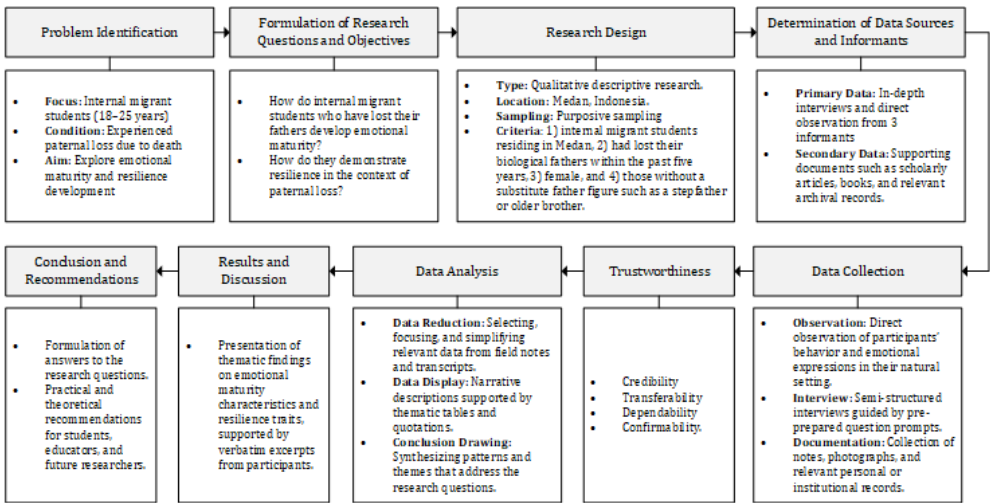 Problem Identification
• Focus: Internal migrant
students (18–25 years)
• Condition: Experienced
paternal loss due to death
• Aim: Explore emotional
maturity and resilience
development
Formulation of Research
Questions and Objectives
• How do internal migrant
students who have lost their
fathers develop emotional
maturity?
• How do they demonstrate
resilience in the context of
paternal loss?
Research Design
• Type: Qualitative descriptive research.
• Location: Medan, Indonesia.
• Sampling: Purposive sampling
• Criteria: 1) internal migrant students
residing in Medan, 2) had lost their
biological fathers within the past five
years, 3) female, and 4) those without a
substitute father figure such as a stepfather
or older brother.
Determination of Data Sources
and Informants
• Primary Data: In-depth
interviews and direct
observation from 3
informants
• Secondary Data: Supporting
documents such as scholarly
articles, books, and relevant
archival records.
Data Collection
• Observation: Direct
observation of participants'
behavior and emotional
expressions in their natural
setting.
• Interview: Semi-structured
interviews guided by pre-
prepared question prompts.
• Documentation: Collection of
notes, photographs, and
relevant personal or
institutional records.
Trustworthiness
• Credibility
• Transferability
• Dependability
• Confirmability.
Data Analysis
• Data Reduction: Selecting,
focusing, and simplifying
relevant data from field notes
and transcripts.
• Data Display: Narrative
descriptions supported by
thematic tables and
quotations.
• Conclusion Drawing:
Synthesizing patterns and
themes that address the
research questions.
Results and
Discussion
• Presentation of
thematic findings on
emotional maturity
characteristics and
resilience traits,
supported by
verbatim excerpts
from participants.
Conclusion and
Recommendations
• Formulation of
answers to the
research questions.
• Practical and
theoretical
recommendations
for students,
educators, and
future researchers.